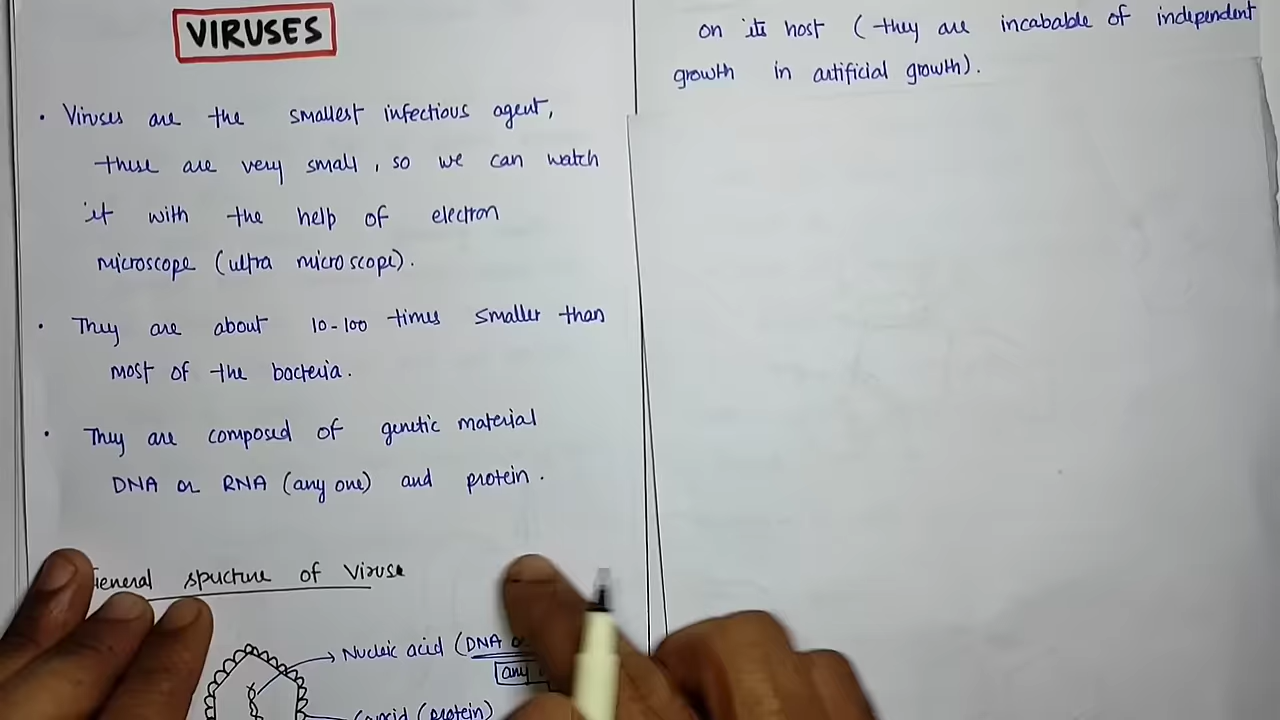 VIRUSES
• Viruses are the smallest infectious agent,
these are very small, so we can watch
it with the help of electron
microscope (ultra microscope).
• They are about 10-100 times smaller than
most of the bacteria.
• They are composed of genetic material
DNA or RNA (any one) and protein.
General structure of Viruse
Nucleic acid (DNA
any
(protein)
on its host (they are incabable of independent
growth in artificial growth).